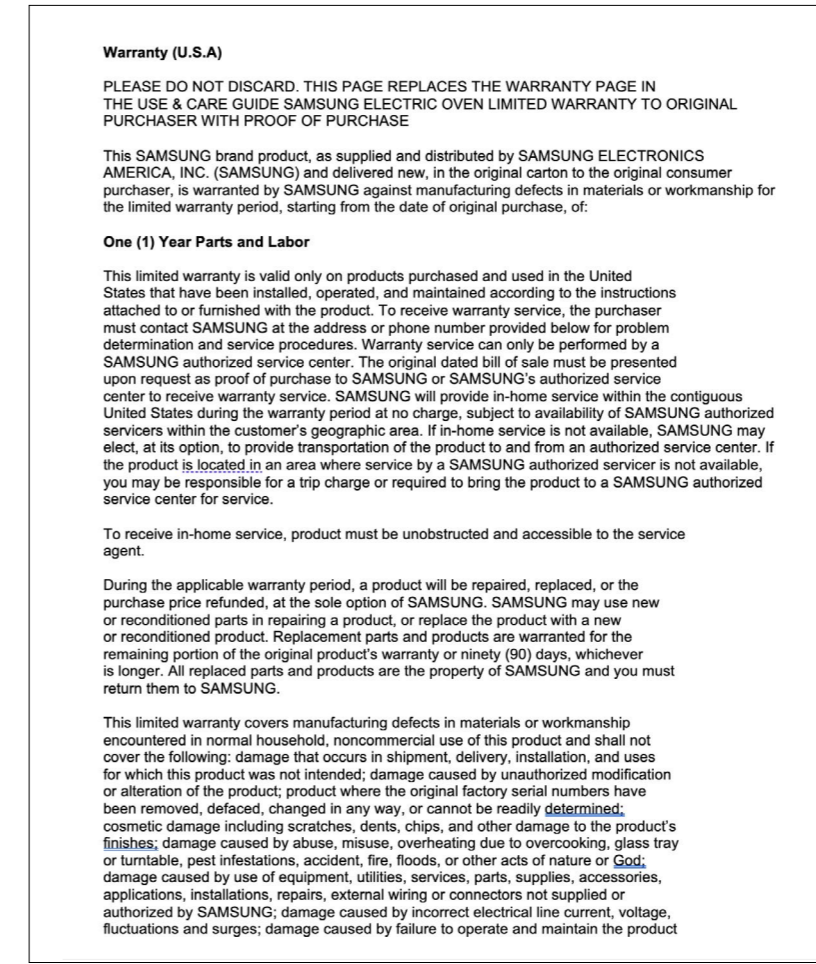 Warranty (U.S.A)
PLEASE DO NOT DISCARD. THIS PAGE REPLACES THE WARRANTY PAGE IN
THE USE & CARE GUIDE SAMSUNG ELECTRIC OVEN LIMITED WARRANTY TO ORIGINAL
PURCHASER WITH PROOF OF PURCHASE
This SAMSUNG brand product, as supplied and distributed by SAMSUNG ELECTRONICS
AMERICA, INC. (SAMSUNG) and delivered new, in the original carton to the original consumer
purchaser, is warranted by SAMSUNG against manufacturing defects in materials or workmanship for
the limited warranty period, starting from the date of original purchase, of:
One (1) Year Parts and Labor
This limited warranty is valid only on products purchased and used in the United
States that have been installed, operated, and maintained according to the instructions
attached to or furnished with the product. To receive warranty service, the purchaser
must contact SAMSUNG at the address or phone number provided below for problem
determination and service procedures. Warranty service can only be performed by a
SAMSUNG authorized service center. The original dated bill of sale must be presented
upon request as proof of purchase to SAMSUNG or SAMSUNG's authorized service
center to receive warranty service. SAMSUNG will provide in-home service within the contiguous
United States during the warranty period at no charge, subject to availability of SAMSUNG authorized
servicers within the customer's geographic area. If in-home service is not available, SAMSUNG may
elect, at its option, to provide transportation of the product to and from an authorized service center. If
the product is located in an area where service by a SAMSUNG authorized servicer is not available,
you may be responsible for a trip charge or required to bring the product to a SAMSUNG authorized
service center for service.
To receive in-home service, product must be unobstructed and accessible to the service
agent.
During the applicable warranty period, a product will be repaired, replaced, or the
purchase price refunded, at the sole option of SAMSUNG. SAMSUNG may use new
or reconditioned parts in repairing a product, or replace the product with a new
or reconditioned product. Replacement parts and products are warranted for the
remaining portion of the original product's warranty or ninety (90) days, whichever
is longer. All replaced parts and products are the property of SAMSUNG and you must
return them to SAMSUNG.
This limited warranty covers manufacturing defects in materials or workmanship
encountered in normal household, noncommercial use of this product and shall not
cover the following: damage that occurs in shipment, delivery, installation, and uses
for which this product was not intended; damage caused by unauthorized modification
or alteration of the product; product where the original factory serial numbers have
been removed, defaced, changed in any way, or cannot be readily determined;
cosmetic damage including scratches, dents, chips, and other damage to the product's
finishes; damage caused by abuse, misuse, overheating due to overcooking, glass tray
or turntable, pest infestations, accident, fire, floods, or other acts of nature or God;
damage caused by use of equipment, utilities, services, parts, supplies, accessories,
applications, installations, repairs, external wiring or connectors not supplied or
authorized by SAMSUNG; damage caused by incorrect electrical line current, voltage,
fluctuations and surges; damage caused by failure to operate and maintain the product